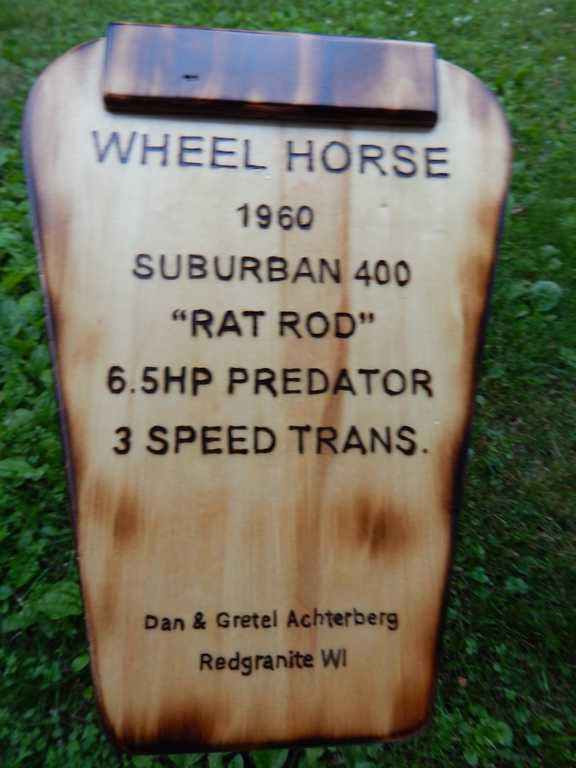 WHEEL HORSE
1960
SUBURBAN 400
“RAT ROD”
6.5HP PREDATOR
3 SPEED TRANS.
Dan & Gretel Achterberg
Redgranite WI